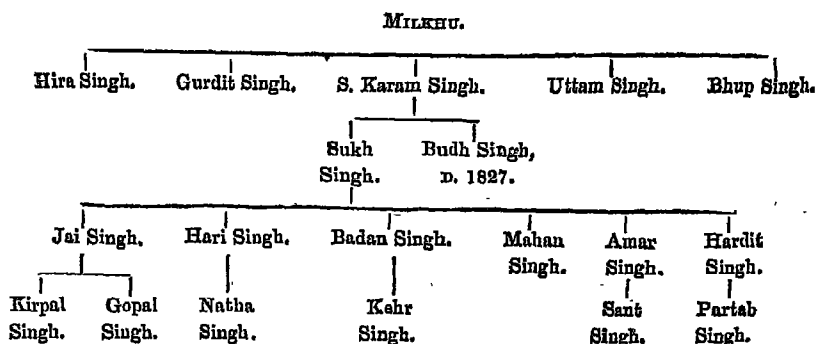 MILKHU.
Hira Singh. Gurdit Singh. S. Karam Singh. Uttam Singh. Bhup Singh.
Sukh Budh Singh,
Singh. D. 1827.
Jai Singh. Hari Singh. Badan Singh. Mahan Amar Hardit
Singh. Singh. Singh.
Kirpal Gopal Natha Kehr Sant Partab
Singh. Singh. Singh. Singh. Singh. Singh.